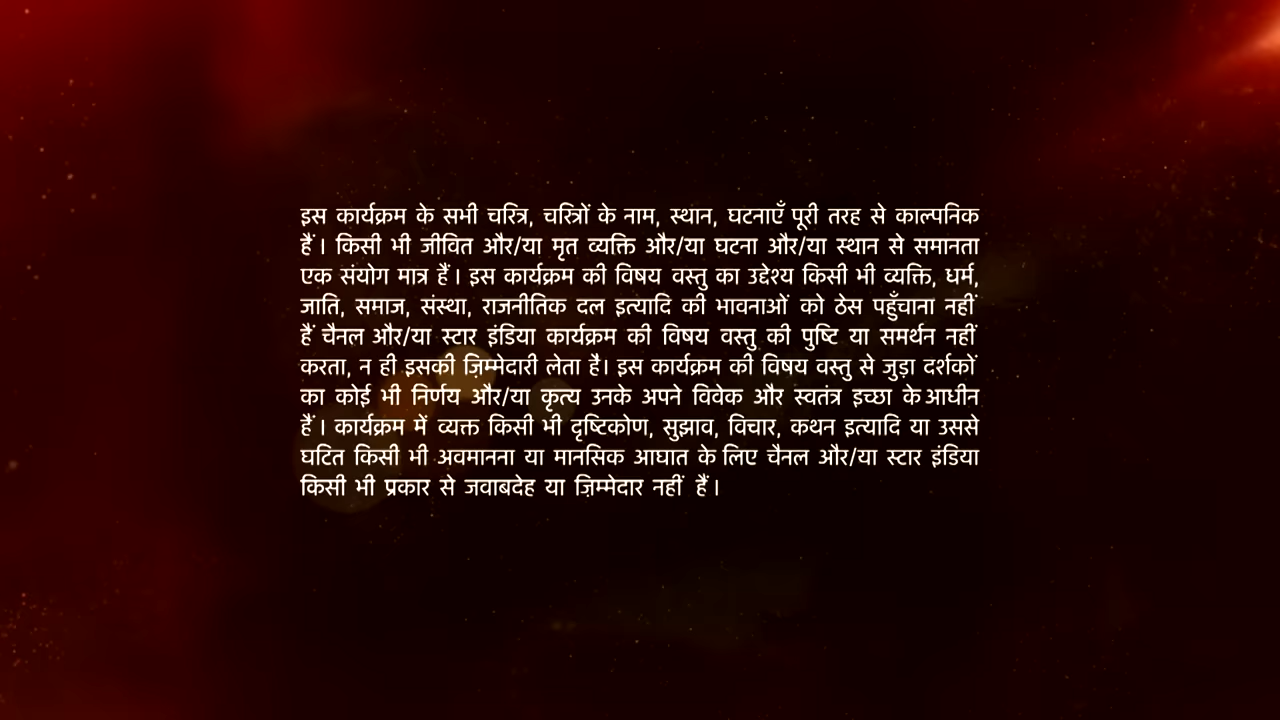 इस कार्यक्रम के सभी चरित्र, चरित्रों के नाम, स्थान, घटनाएँ पूरी तरह से काल्पनिक
हैं । किसी भी जीवित और/या मृत व्यक्ति और/या घटना और/या स्थान से समानता
एक संयोग मात्र हैं । इस कार्यक्रम की विषय वस्तु का उद्देश्य किसी भी व्यक्ति, धर्म,
जाति, समाज, संस्था, राजनीतिक दल इत्यादि की भावनाओं को ठेस पहुँचाना नहीं
हैं चैनल और/या स्टार इंडिया कार्यक्रम की विषय वस्तु की पुष्टि या समर्थन नहीं
करता, न ही इसकी ज़िम्मेदारी लेता है। इस कार्यक्रम की विषय वस्तु से जुड़ा दर्शकों
का कोई भी निर्णय और/या कृत्य उनके अपने विवेक और स्वतंत्र इच्छा के आधीन
हैं । कार्यक्रम में व्यक्त किसी भी दृष्टिकोण, सुझाव, विचार, कथन इत्यादि या उससे
घटित किसी भी अवमानना या मानसिक आघात के लिए चैनल और/या स्टार इंडिया
किसी भी प्रकार से जवाबदेह या ज़िम्मेदार नहीं हैं ।